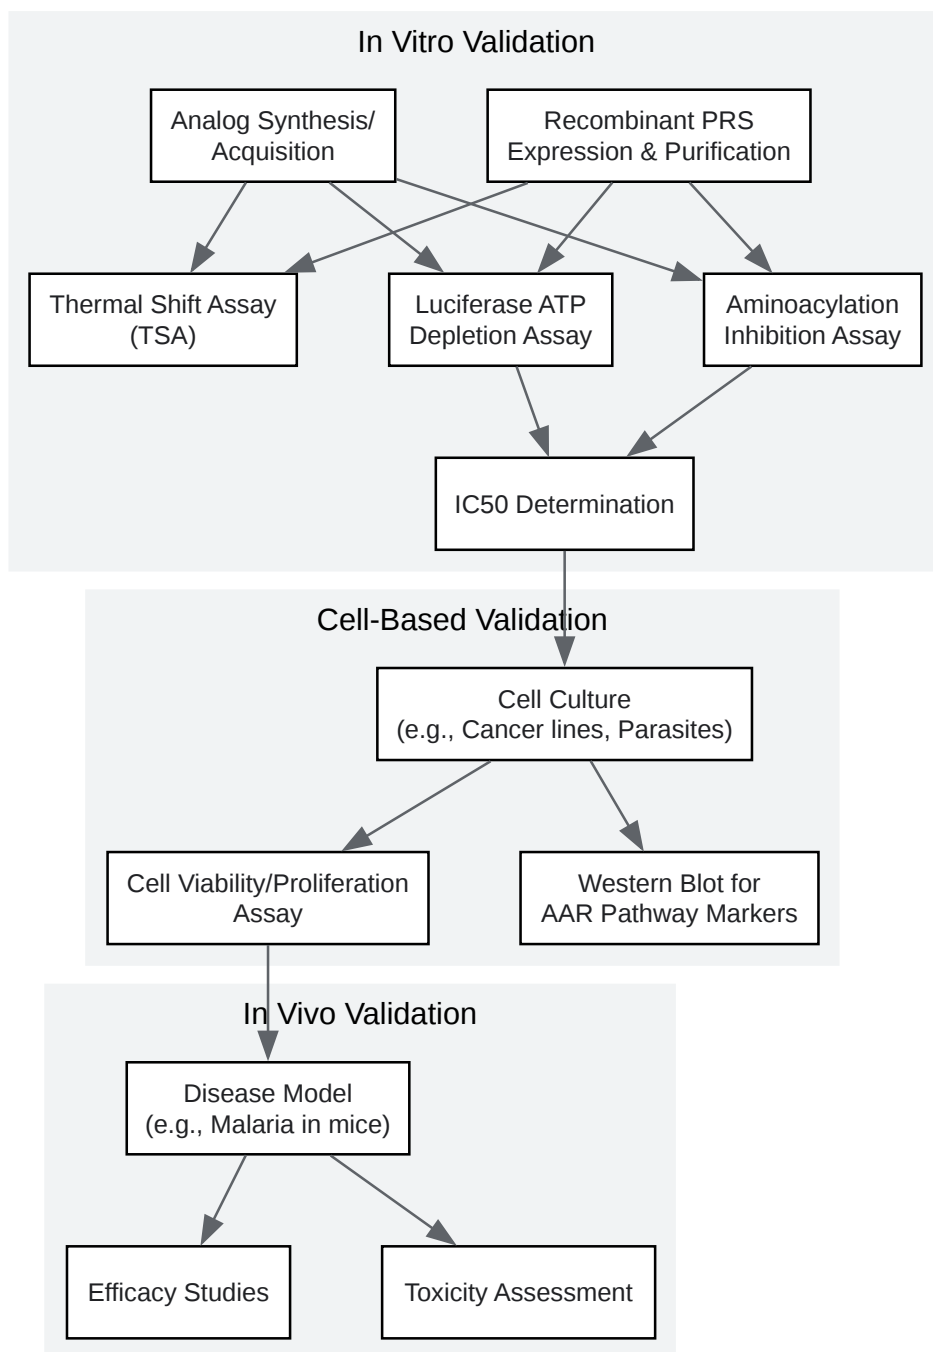 In Vitro Validation
Analog Synthesis/
Acquisition
Recombinant PRS
Expression & Purification
Thermal Shift Assay
(TSA)
Luciferase ATP
Depletion Assay
Aminoacylation
Inhibition Assay
IC50 Determination
Cell-Based Validation
Cell Culture
(e.g., Cancer lines, Parasites)
Cell Viability/Proliferation
Assay
Western Blot for
AAR Pathway Markers
In Vivo Validation
Disease Model
(e.g., Malaria in mice)
Efficacy Studies
Toxicity Assessment